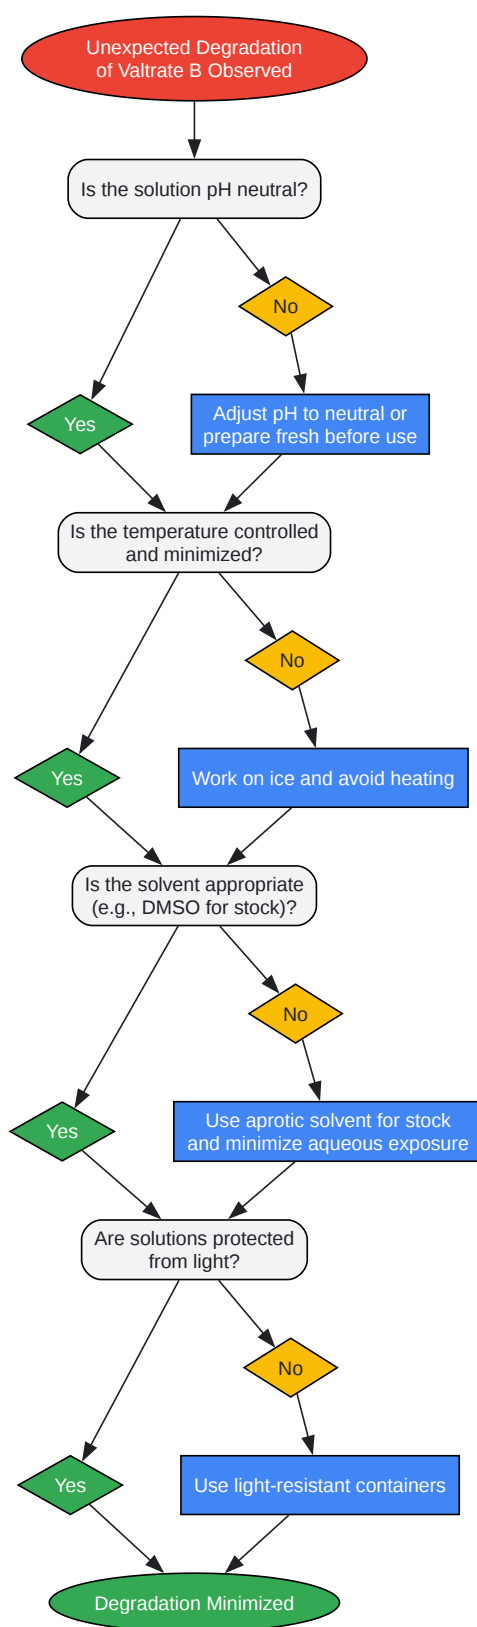 Unexpected Degradation
of Valtrate B Observed
Is the solution pH neutral?
No
Yes
Adjust pH to neutral or
prepare fresh before use
Is the temperature controlled
and minimized?
No
Yes
Work on ice and avoid heating
Is the solvent appropriate
(e.g., DMSO for stock)?
No
Yes
Use aprotic solvent for stock
and minimize aqueous exposure
Are solutions protected
from light?
No
Yes
Use light-resistant containers
Degradation Minimized